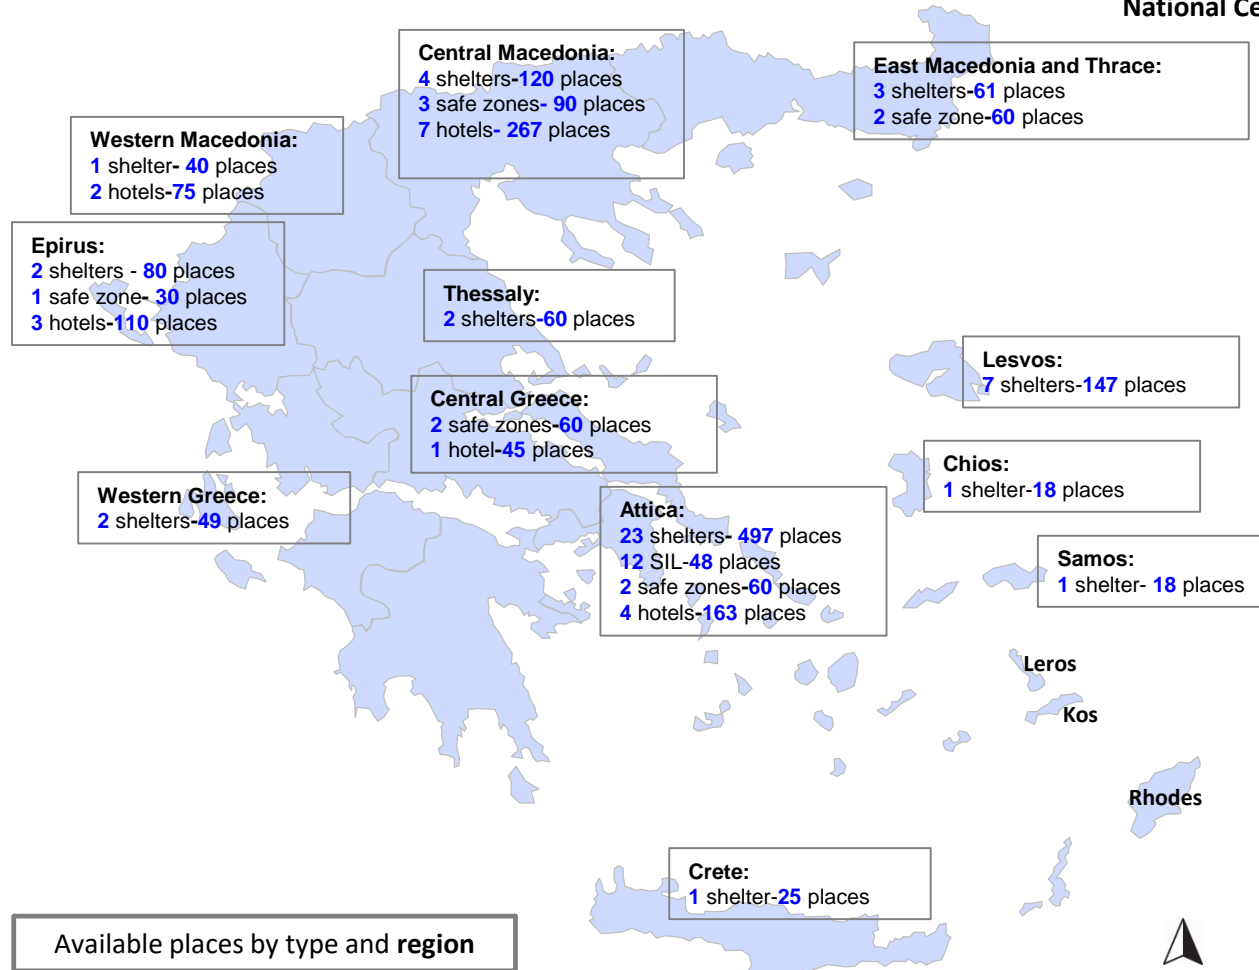 National Ce
Central Macedonia:
4 shelters-120 places
3 safe zones- 90 places
7 hotels- 267 places
East Macedonia and Thrace:
3 shelters-61 places
2 safe zone-60 places
Western Macedonia:
1 shelter- 40 places
2 hotels-75 places
Epirus:
2 shelters - 80 places
1 safe zone- 30 places
3 hotels-110 places
Thessaly:
2 shelters-60 places
Lesvos:
7 shelters-147 places
Central Greece:
2 safe zones-60 places
1 hotel-45 places
Chios:
1 shelter-18 places
Western Greece:
2 shelters-49 places
Attica:
23 shelters- 497 places
12 SIL-48 places
2 safe zones-60 places
4 hotels-163 places
Samos:
1 shelter- 18 places
Leros
Kos
Rhodes
Crete:
1 shelter-25 places
Available places by type and region